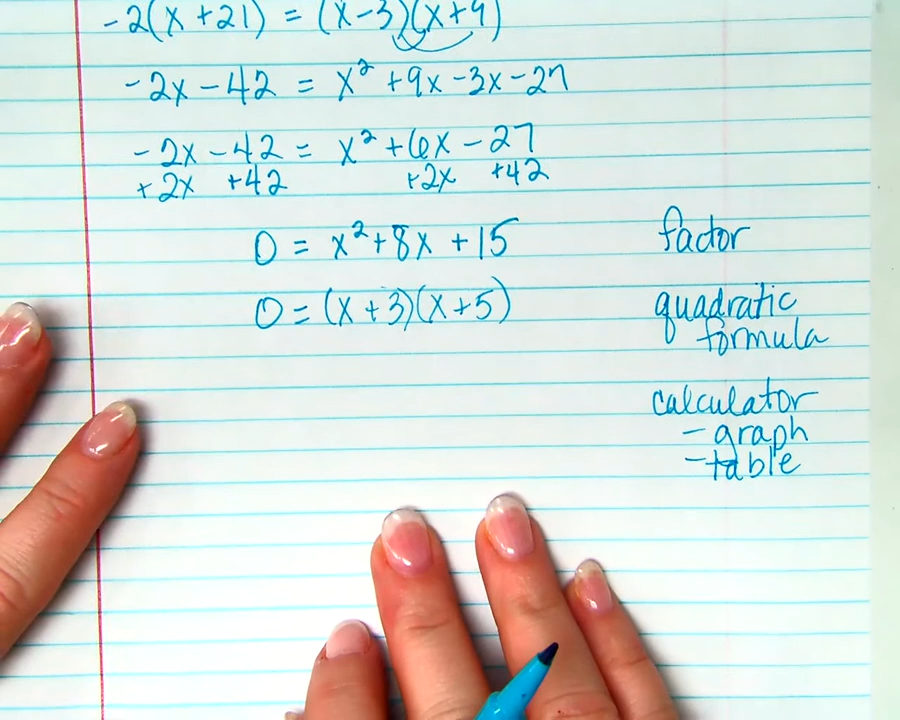 -2(x+21) = (x-3)(x+9)
-2x-42 = x²+9x-3x-27
-2x-42 = x²+6x-27
+2x +42 +2x +42
0 = x²+8x+15
0 = (x+3)(x+5)
factor
quadratic
formula
calculator
- graph
- table